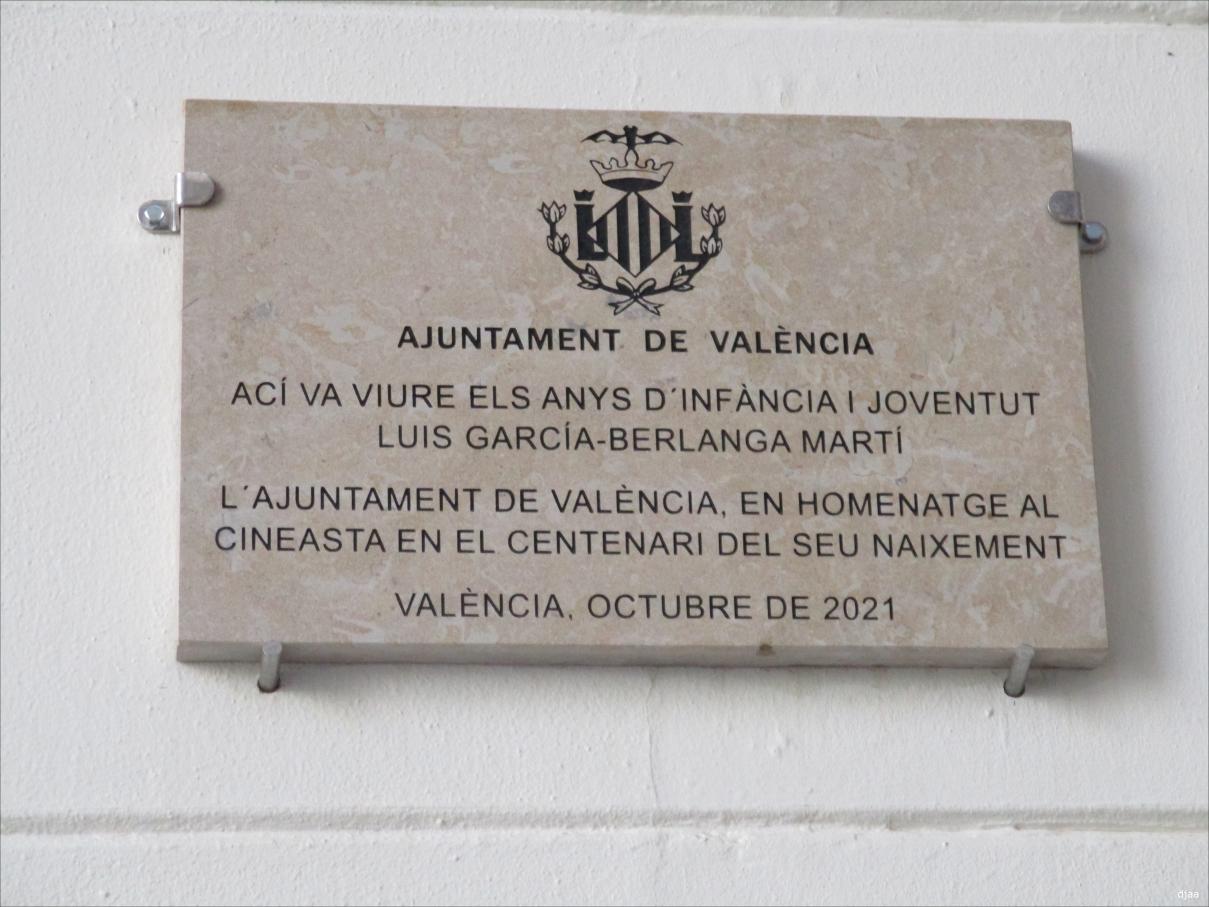 AJUNTAMENT DE VALÈNCIA
ACÍ VA VIURE ELS ANYS D´INFÀNCIA I JOVENTUT
LUIS GARCÍA-BERLANGA MARTÍ
L´AJUNTAMENT DE VALÈNCIA, EN HOMENATGE AL
CINEASTA EN EL CENTENARI DEL SEU NAIXEMENT
VALÈNCIA, OCTUBRE DE 2021
djaa